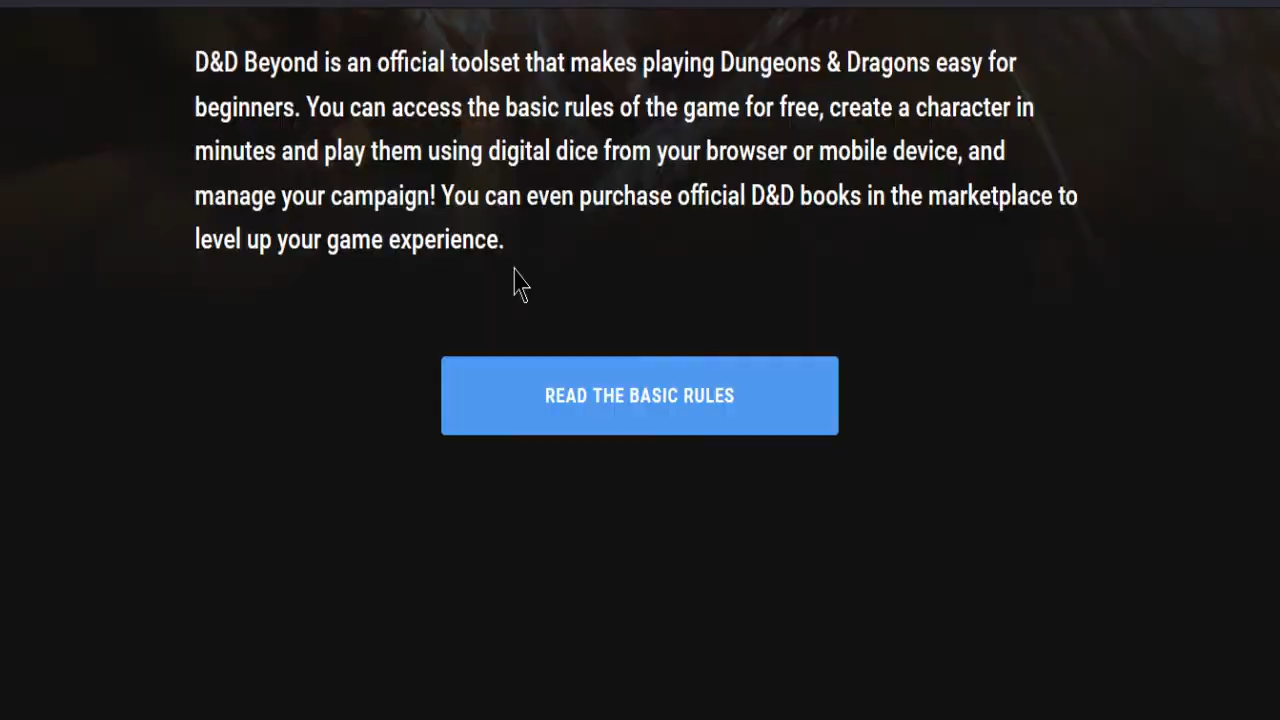 D&D Beyond is an official toolset that makes playing Dungeons & Dragons easy for
beginners. You can access the basic rules of the game for free, create a character in
minutes and play them using digital dice from your browser or mobile device, and
manage your campaign! You can even purchase official D&D books in the marketplace to
level up your game experience.
READ THE BASIC RULES